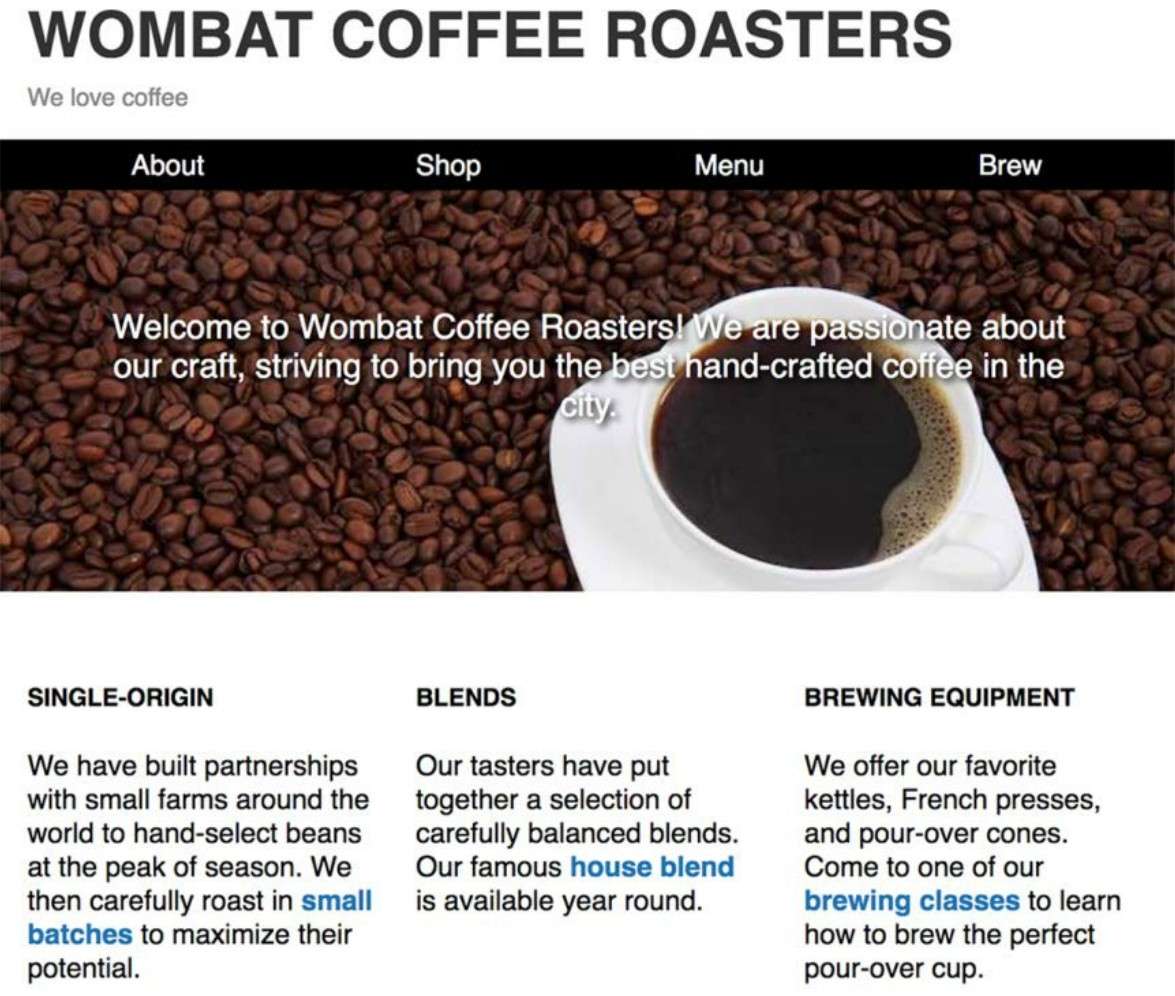 WOMBAT COFFEE ROASTERS
We love coffee
About Shop Menu Brew
Welcome to Wombat Coffee Roasters! We are passionate about
our craft, striving to bring you the best hand-crafted coffee in the
city.
SINGLE-ORIGIN
We have built partnerships
with small farms around the
world to hand-select beans
at the peak of season. We
then carefully roast in small
batches to maximize their
potential.
BLENDS
Our tasters have put
together a selection of
carefully balanced blends.
Our famous house blend
is available year round.
BREWING EQUIPMENT
We offer our favorite
kettles, French presses,
and pour-over cones.
Come to one of our
brewing classes to learn
how to brew the perfect
pour-over cup.